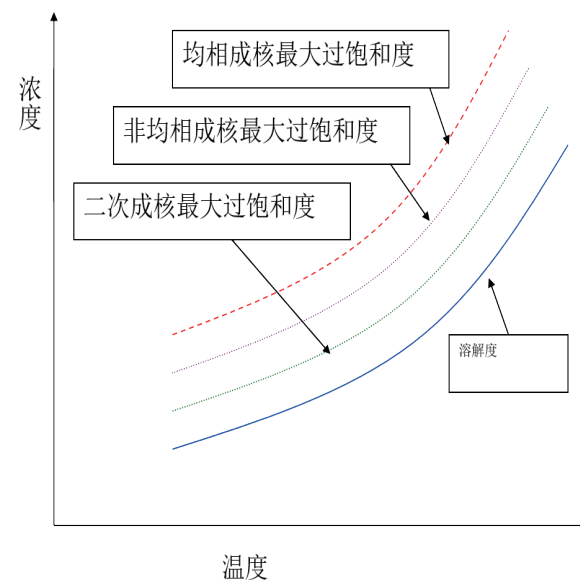 均相成核最大过饱和度
浓度
非均相成核最大过饱和度
二次成核最大过饱和度
溶解度
温度